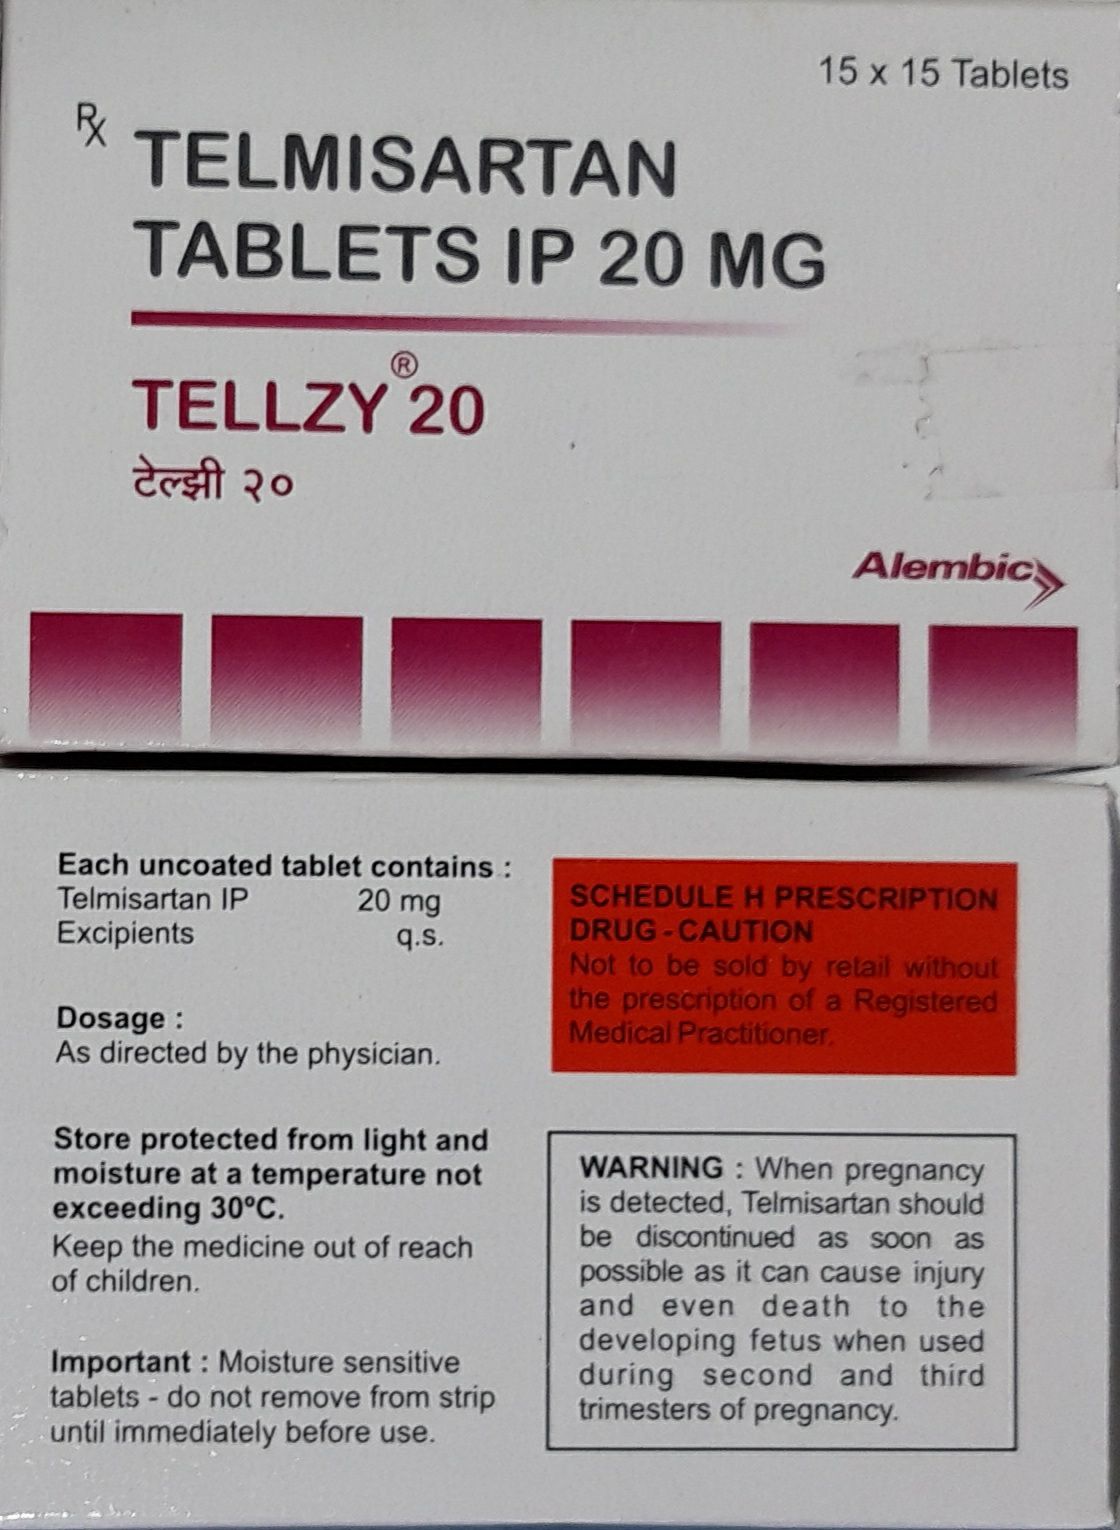 15 x 15 Tablets
Rx TELMISARTAN
TABLETS IP 20 MG
TELLZY® 20
टेल्झी २०
Alembic
Each uncoated tablet contains :
Telmisartan IP 20 mg
Excipients q.s.
Dosage :
As directed by the physician.
Store protected from light and
moisture at a temperature not
exceeding 30ºC.
Keep the medicine out of reach
of children.
Important : Moisture sensitive
tablets - do not remove from strip
until immediately before use.
SCHEDULE H PRESCRIPTION
DRUG - CAUTION
Not to be sold by retail without
the prescription of a Registered
Medical Practitioner.
WARNING : When pregnancy
is detected, Telmisartan should
be discontinued as soon as
possible as it can cause injury
and even death to the
developing fetus when used
during second and third
trimesters of pregnancy.